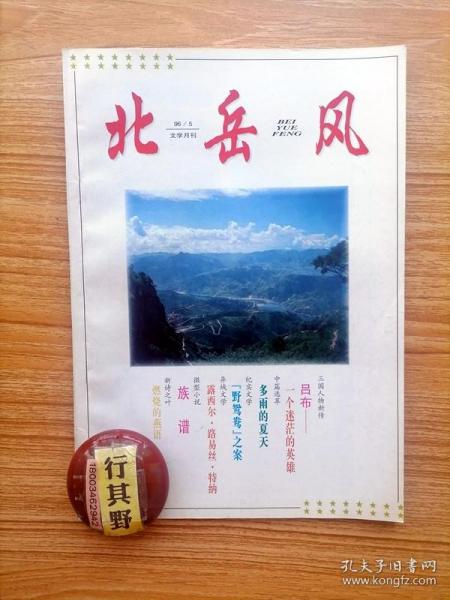 北岳风
96/5
文学月刊
BEI
YUE
FENG
三国人物新传
吕布——
一个迷茫的英雄
中篇选萃
多雨的夏天
纪实文学
「野鸳鸯」之案
异域文学
露西尔·路易丝·特纳
微型小说
族谱
新诗之叶
燃烧的燕语
行其野
18003462942
孔夫子旧书网
www.kongfz.com